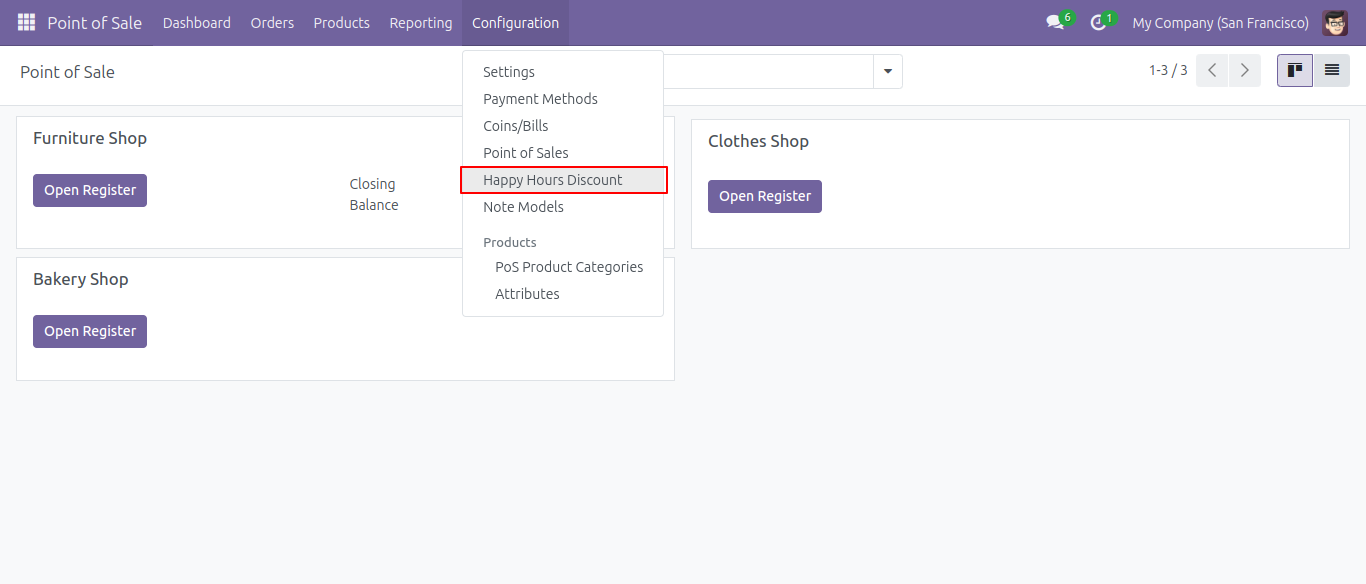 Point of Sale Dashboard Orders Products Reporting Configuration 6 1 My Company (San Francisco)
Point of Sale
1-3 / 3
Settings
Payment Methods
Coins/Bills
Point of Sales
Happy Hours Discount
Note Models
Products
PoS Product Categories
Attributes
Furniture Shop
Open Register
Closing
Balance
Clothes Shop
Open Register
Bakery Shop
Open Register